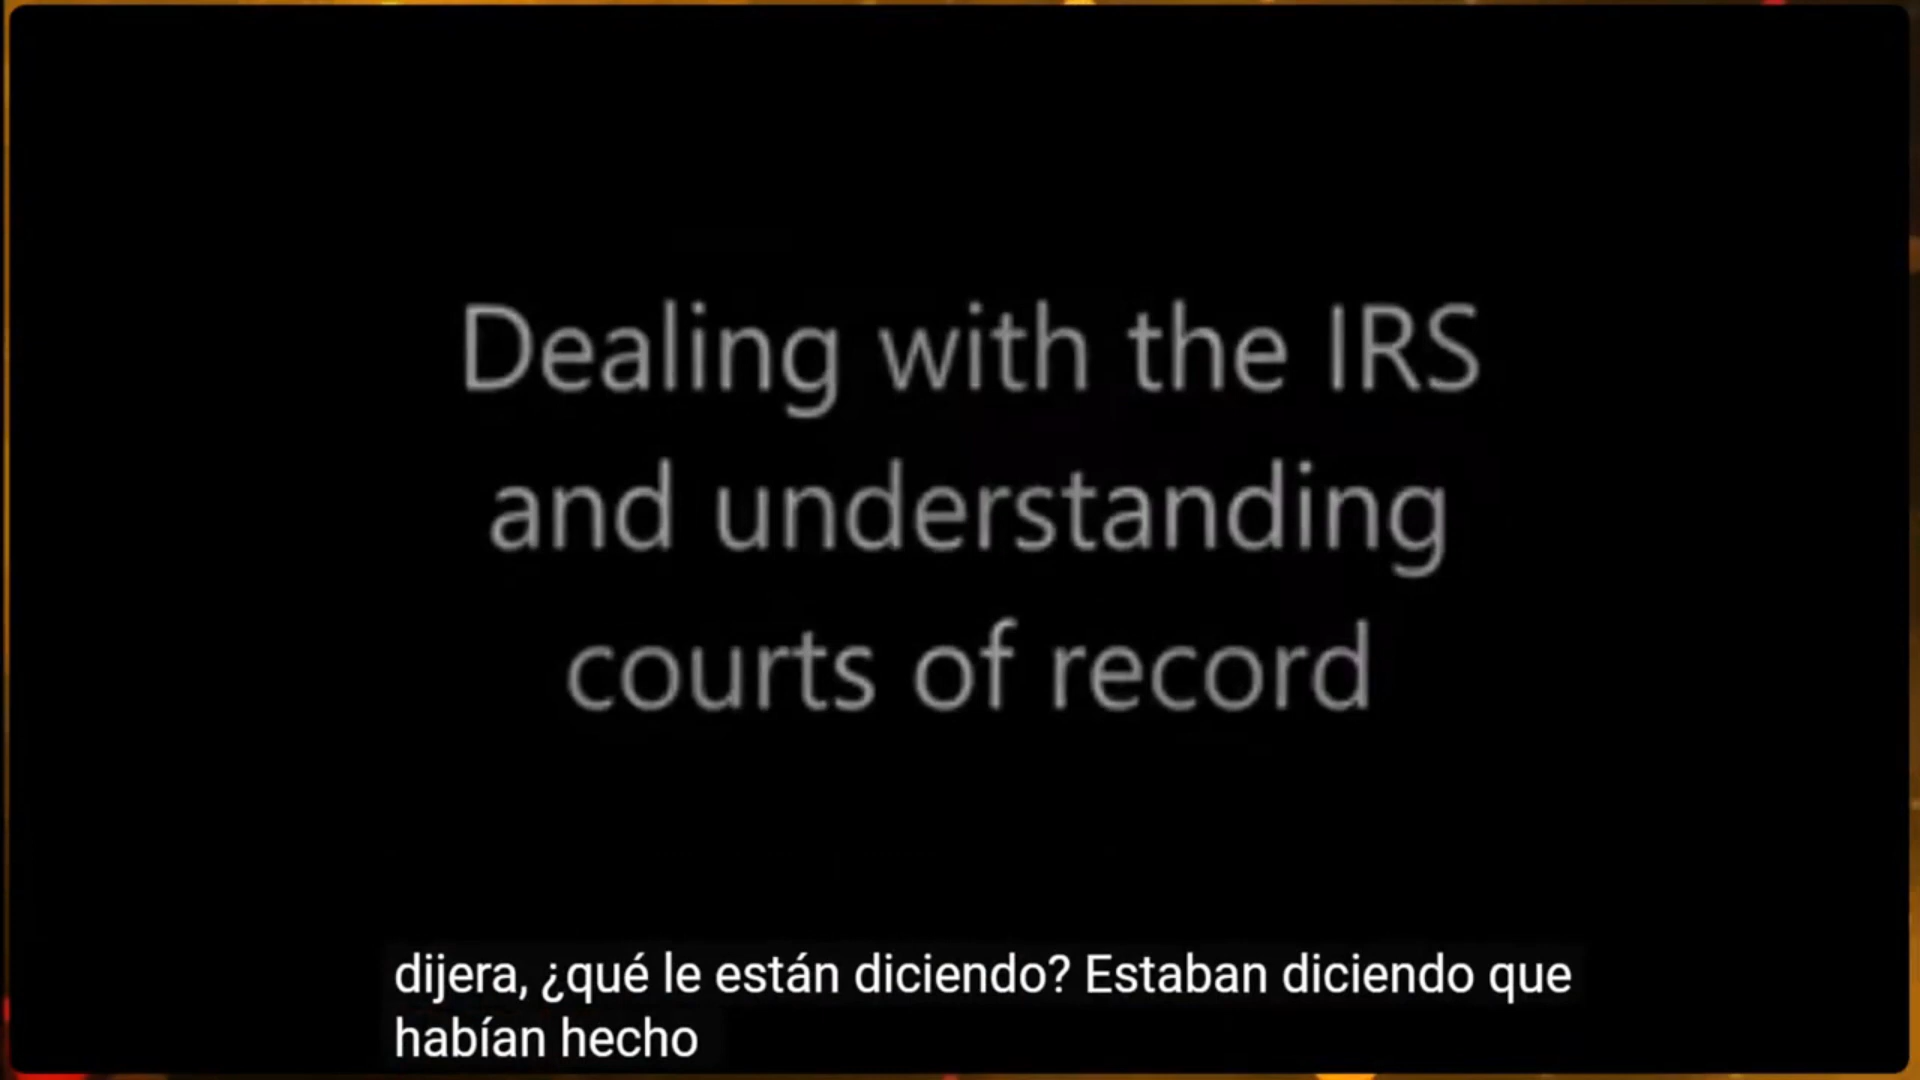 Dealing with the IRS
and understanding
courts of record
dijera, ¿qué le están diciendo? Estaban diciendo que
habían hecho